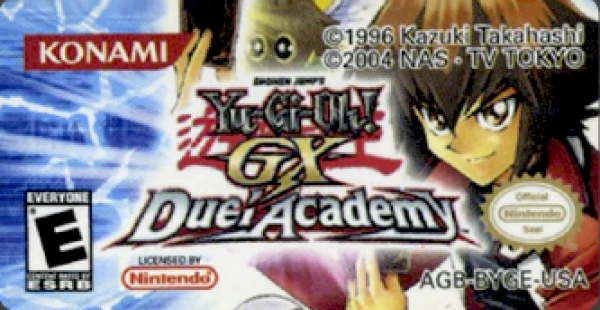 KONAMI
©1996 Kazuki Takahashi
©2004 NAS · TV TOKYO
SHONEN JUMP'S
Yu-Gi-Oh!
GX
Duel Academy
EVERYONE
E
CONTENT RATED BY
ESRB
LICENSED BY
Nintendo
Official
Nintendo
Seal
AGB-BYGE-USA